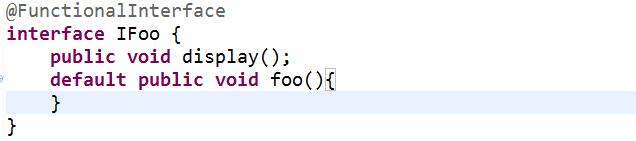 @FunctionalInterface
interface IFoo {
    public void display();
    default public void foo(){
    }
}